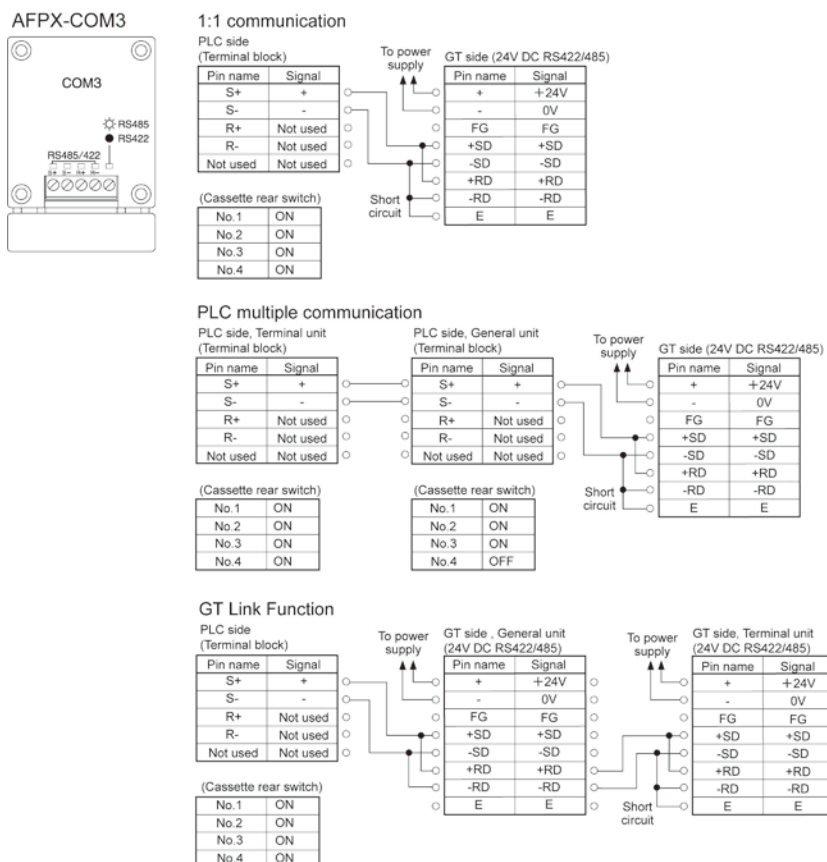 AFPX-COM3
COM3
RS485
RS422
RS485/422
S+ S- R+ R-
1:1 communication
PLC side
(Terminal block)
Pin name Signal
S+ +
S- -
R+ Not used
R- Not used
Not used Not used
(Cassette rear switch)
No.1 ON
No.2 ON
No.3 ON
No.4 ON
To power
supply
Short
circuit
GT side (24V DC RS422/485)
Pin name Signal
+ +24V
- 0V
FG FG
+SD +SD
-SD -SD
+RD +RD
-RD -RD
E E
PLC multiple communication
PLC side, Terminal unit
(Terminal block)
Pin name Signal
S+ +
S- -
R+ Not used
R- Not used
Not used Not used
(Cassette rear switch)
No.1 ON
No.2 ON
No.3 ON
No.4 ON
PLC side, General unit
(Terminal block)
Pin name Signal
S+ +
S- -
R+ Not used
R- Not used
Not used Not used
(Cassette rear switch)
No.1 ON
No.2 ON
No.3 ON
No.4 OFF
To power
supply
Short
circuit
GT side (24V DC RS422/485)
Pin name Signal
+ +24V
- 0V
FG FG
+SD +SD
-SD -SD
+RD +RD
-RD -RD
E E
GT Link Function
PLC side
(Terminal block)
Pin name Signal
S+ +
S- -
R+ Not used
R- Not used
Not used Not used
(Cassette rear switch)
No.1 ON
No.2 ON
No.3 ON
No.4 ON
To power
supply
GT side , General unit
(24V DC RS422/485)
Pin name Signal
+ +24V
- 0V
FG FG
+SD +SD
-SD -SD
+RD +RD
-RD -RD
E E
To power
supply
Short
circuit
GT side, Terminal unit
(24V DC RS422/485)
Pin name Signal
+ +24V
- 0V
FG FG
+SD +SD
-SD -SD
+RD +RD
-RD -RD
E E